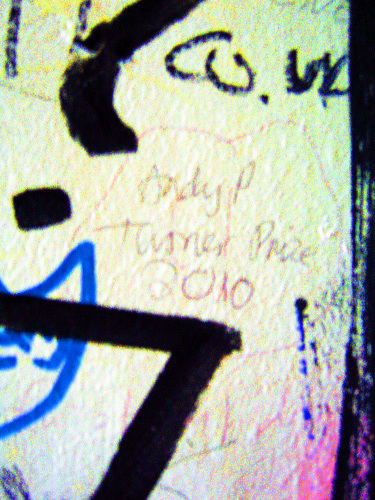 co.uk
Andy P
Turner Prize
2010